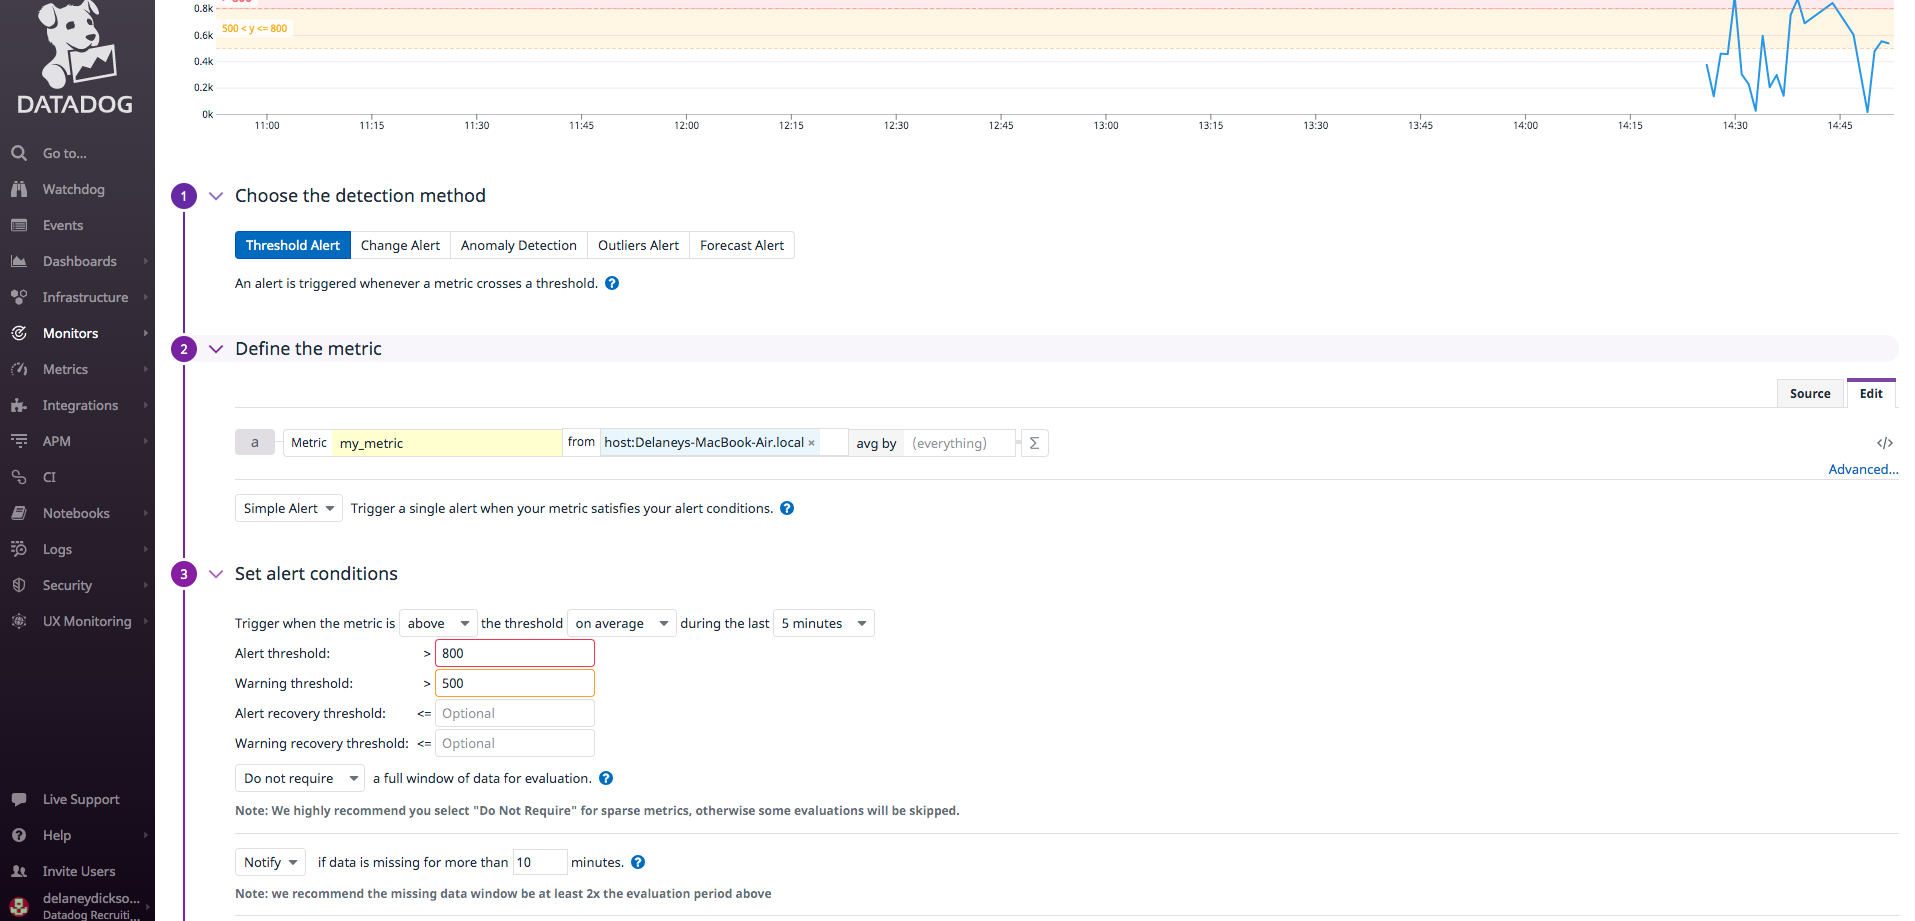 DATADOG
Go to...
Watchdog
Events
Dashboards
Infrastructure
Monitors
Metrics
Integrations
APM
CI
Notebooks
Logs
Security
UX Monitoring
Live Support
Help
Invite Users
delaneydickso...
Datadog Recruiti...
0.8k
500 < y <= 800
0.6k
0.4k
0.2k
0k
11:00 11:15 11:30 11:45 12:00 12:15 12:30 12:45 13:00 13:15 13:30 13:45 14:00 14:15 14:30 14:45
1 Choose the detection method
Threshold Alert Change Alert Anomaly Detection Outliers Alert Forecast Alert
An alert is triggered whenever a metric crosses a threshold. ?
2 Define the metric
Source Edit
a Metric my_metric from host:Delaneys-MacBook-Air.local × avg by (everything) Σ </>
Advanced...
Simple Alert Trigger a single alert when your metric satisfies your alert conditions. ?
3 Set alert conditions
Trigger when the metric is above the threshold on average during the last 5 minutes
Alert threshold: > 800
Warning threshold: > 500
Alert recovery threshold: <= Optional
Warning recovery threshold: <= Optional
Do not require a full window of data for evaluation. ?
Note: We highly recommend you select "Do Not Require" for sparse metrics, otherwise some evaluations will be skipped.
Notify if data is missing for more than 10 minutes. ?
Note: we recommend the missing data window be at least 2x the evaluation period above